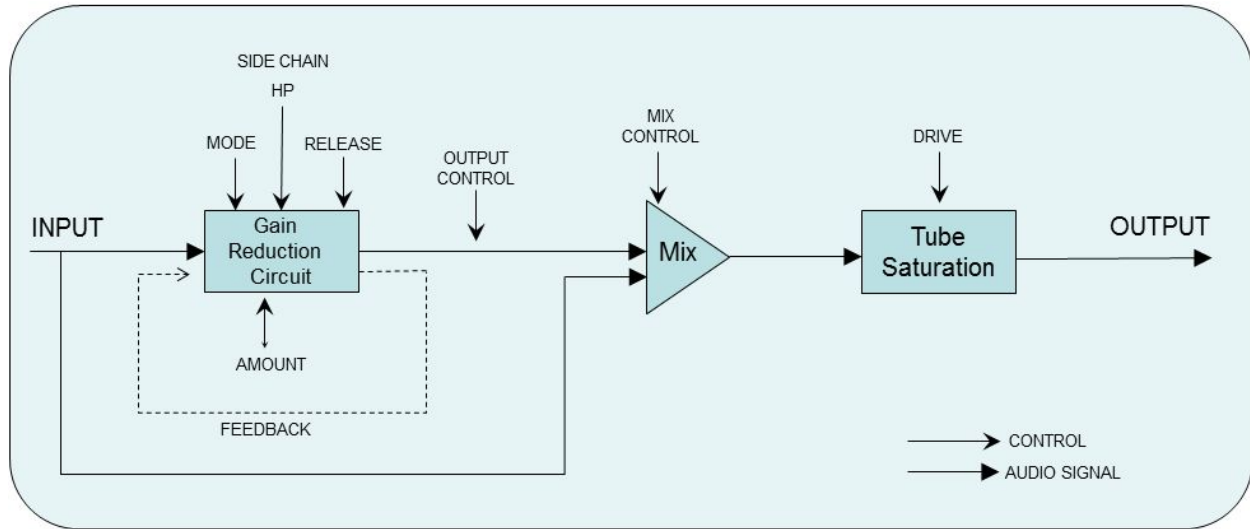 SIDE CHAIN
HP
MODE
RELEASE
OUTPUT
CONTROL
MIX
CONTROL
DRIVE
INPUT
Gain
Reduction
Circuit
Mix
Tube
Saturation
OUTPUT
AMOUNT
FEEDBACK
CONTROL
AUDIO SIGNAL